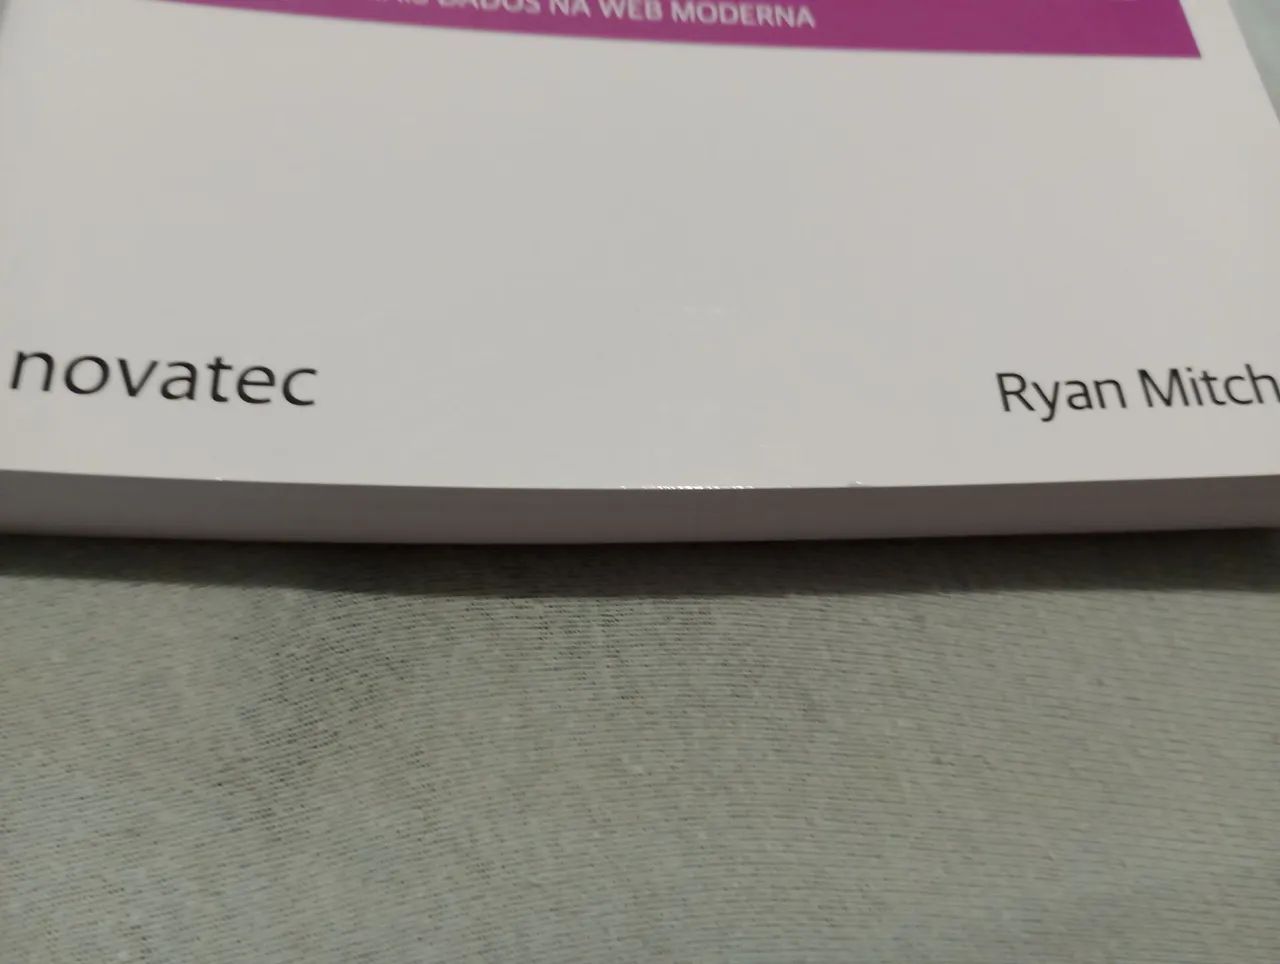 DADOS NA WEB MODERNA
novatec
Ryan Mitch